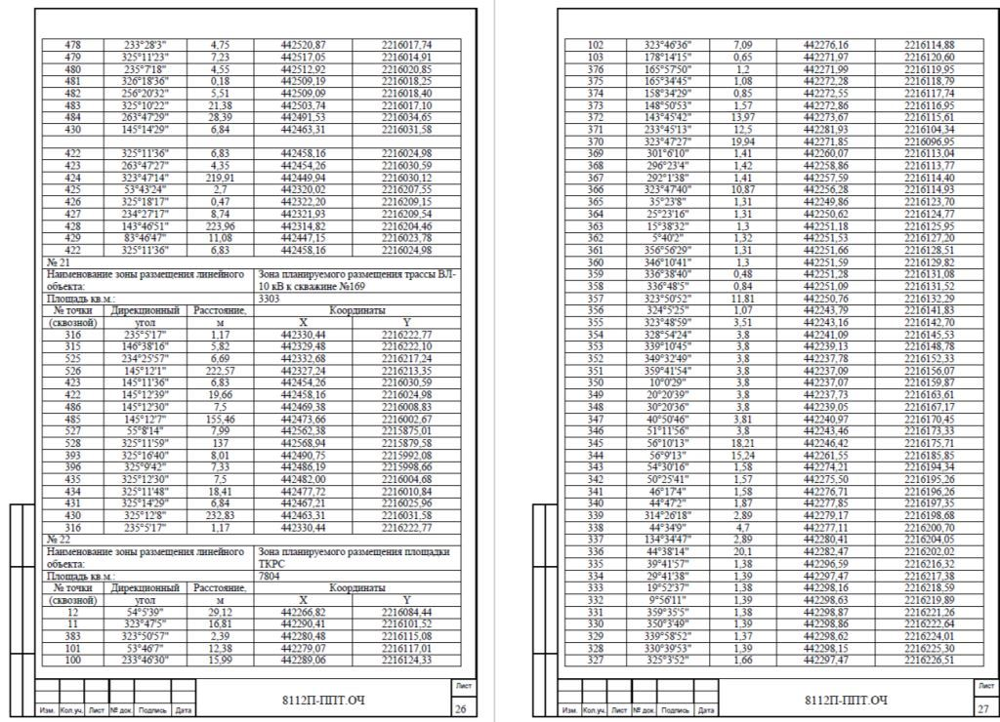 478 233°28'3" 4,75 442520,87 2216017,74
479 325°11'23" 7,23 442517,05 2216014,91
480 235°7'18" 4,55 442512,92 2216020,85
481 326°18'36" 0,18 442509,19 2216018,25
482 256°20'32" 5,51 442509,09 2216018,40
483 325°10'22" 21,38 442503,74 2216017,10
484 263°47'29" 28,39 442491,53 2216034,65
430 145°14'29" 6,84 442463,31 2216031,58
422 325°11'36" 6,83 442458,16 2216024,98
423 263°47'27" 4,35 442454,26 2216030,59
424 323°47'14" 219,91 442449,94 2216030,12
425 53°43'24" 2,7 442320,02 2216207,55
426 325°18'17" 0,47 442322,20 2216209,15
427 234°27'17" 8,74 442321,93 2216209,54
428 143°46'51" 223,96 442314,82 2216204,46
429 83°46'47" 11,08 442447,15 2216023,78
422 325°11'36" 6,83 442458,16 2216024,98
№ 21
Наименование зоны размещения линейного объекта: Зона планируемого размещения трассы ВЛ-
10 кВ к скважине №169
Площадь кв.м.: 3303
№ точки Дирекционный Расстояние, Координаты
(сквозной) угол м X Y
316 235°5'17" 1,17 442330,44 2216222,77
315 146°38'16" 5,82 442329,48 2216222,10
525 234°25'57" 6,69 442332,68 2216217,24
526 145°12'1" 222,57 442327,24 2216213,35
423 145°11'36" 6,83 442454,26 2216030,59
422 145°12'39" 19,66 442458,16 2216024,98
486 145°12'30" 7,5 442469,38 2216008,83
485 145°12'7" 155,46 442473,66 2216002,67
527 55°8'14" 7,99 442562,38 2215875,01
528 325°11'59" 137 442568,94 2215879,58
393 325°16'40" 8,01 442490,75 2215992,08
396 325°9'42" 7,33 442486,19 2215998,66
435 325°12'30" 7,5 442482,00 2216004,68
434 325°11'48" 18,41 442477,72 2216010,84
431 325°14'29" 6,84 442467,21 2216025,96
430 325°12'8" 232,83 442463,31 2216031,58
316 235°5'17" 1,17 442330,44 2216222,77
№ 22
Наименование зоны размещения линейного объекта: Зона планируемого размещения площадки
ТКРС
Площадь кв.м.: 7804
№ точки Дирекционный Расстояние, Координаты
(сквозной) угол м X Y
12 54°5'39" 29,12 442266,82 2216084,44
11 323°47'5" 16,81 442290,41 2216101,52
383 323°50'57" 2,39 442280,48 2216115,08
101 53°46'7" 12,38 442279,07 2216117,01
100 233°46'30" 15,99 442289,06 2216124,33
8112П-ППТ.ОЧ
Лист
26
Изм. Кол.уч. Лист № док. Подпись Дата
102 323°46'36" 7,09 442276,16 2216114,88
103 178°14'15" 0,65 442271,97 2216120,60
376 165°57'50" 1,2 442271,99 2216119,95
375 165°34'45" 1,08 442272,28 2216118,79
374 158°34'29" 0,85 442272,55 2216117,74
373 148°50'53" 1,57 442272,86 2216116,95
372 143°45'42" 13,97 442273,67 2216115,61
371 233°45'13" 12,5 442281,93 2216104,34
370 323°47'27" 19,94 442271,85 2216096,95
369 301°6'10" 1,41 442260,07 2216113,04
368 296°23'4" 1,42 442258,86 2216113,77
367 292°1'38" 1,41 442257,59 2216114,40
366 323°47'40" 10,87 442256,28 2216114,93
365 35°23'8" 1,31 442249,86 2216123,70
364 25°23'16" 1,31 442250,62 2216124,77
363 15°38'32" 1,3 442251,18 2216125,95
362 5°40'2" 1,32 442251,53 2216127,20
361 356°56'29" 1,31 442251,66 2216128,51
360 346°10'41" 1,3 442251,59 2216129,82
359 336°38'40" 0,48 442251,28 2216131,08
358 336°48'5" 0,84 442251,09 2216131,52
357 323°50'52" 11,81 442250,76 2216132,29
356 324°5'25" 1,07 442243,79 2216141,83
355 323°48'59" 3,51 442243,16 2216142,70
354 328°54'24" 3,8 442241,09 2216145,53
353 339°10'45" 3,8 442239,13 2216148,78
352 349°32'49" 3,8 442237,78 2216152,33
351 359°41'54" 3,8 442237,09 2216156,07
350 10°0'29" 3,8 442237,07 2216159,87
349 20°20'39" 3,8 442237,73 2216163,61
348 30°20'36" 3,8 442239,05 2216167,17
347 40°50'46" 3,81 442240,97 2216170,45
346 51°11'56" 3,8 442243,46 2216173,33
345 56°10'13" 18,21 442246,42 2216175,71
344 56°9'13" 15,24 442261,55 2216185,85
343 54°30'16" 1,58 442274,21 2216194,34
342 50°25'41" 1,57 442275,50 2216195,26
341 46°17'4" 1,58 442276,71 2216196,26
340 44°47'2" 1,87 442277,85 2216197,35
339 314°26'18" 2,89 442279,17 2216198,68
338 44°34'9" 4,7 442277,11 2216200,70
337 134°34'47" 2,89 442280,41 2216204,05
336 44°38'14" 20,1 442282,47 2216202,02
335 39°41'57" 1,38 442296,59 2216216,32
334 29°41'38" 1,39 442297,47 2216217,38
333 19°52'37" 1,38 442298,16 2216218,59
332 9°56'11" 1,39 442298,63 2216219,89
331 359°35'5" 1,38 442298,87 2216221,26
330 350°3'49" 1,39 442298,86 2216222,64
329 339°58'52" 1,37 442298,62 2216224,01
328 330°39'53" 1,39 442298,15 2216225,30
327 325°3'52" 1,66 442297,47 2216226,51
8112П-ППТ.ОЧ
Лист
27
Изм. Кол.уч. Лист № док. Подпись Дата